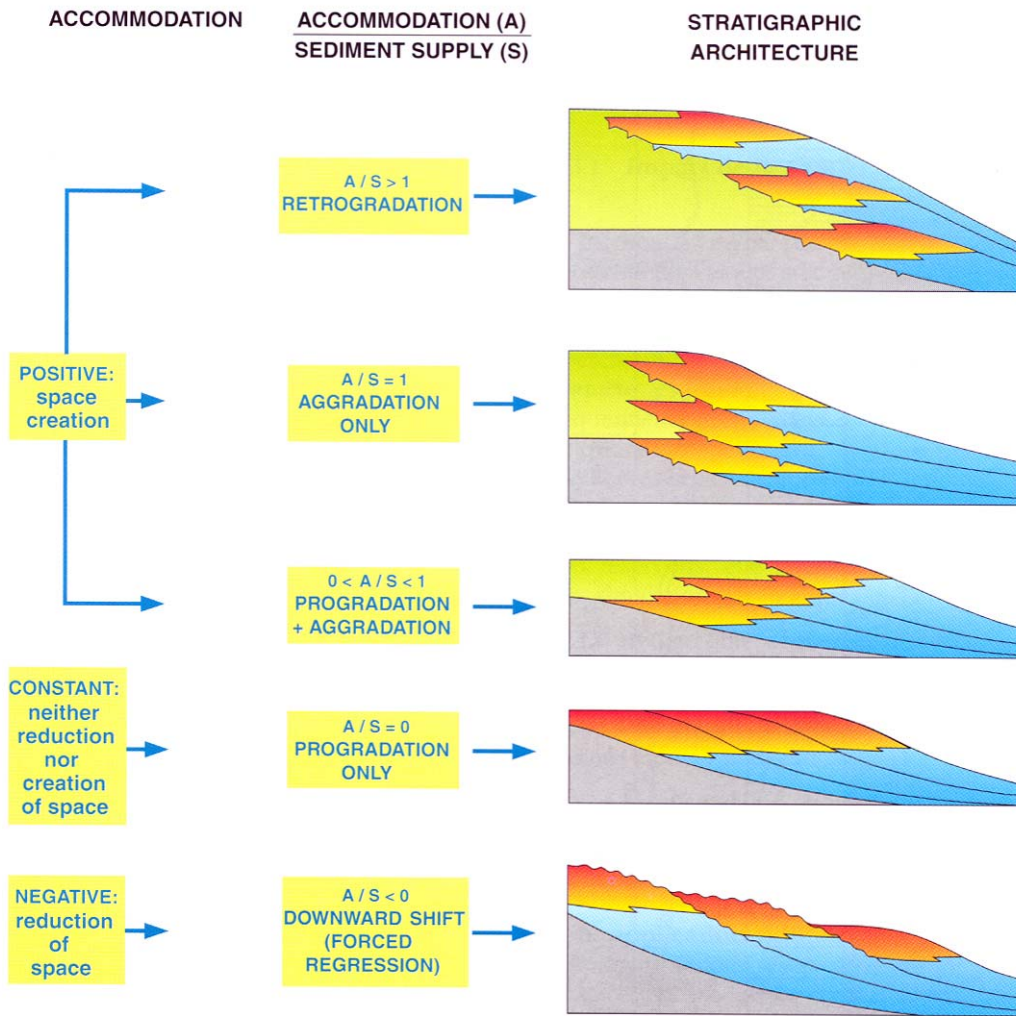 ACCOMMODATION
ACCOMMODATION (A)
SEDIMENT SUPPLY (S)
STRATIGRAPHIC
ARCHITECTURE
POSITIVE:
space
creation
A / S > 1
RETROGRADATION
A / S = 1
AGGRADATION
ONLY
0 < A / S < 1
PROGRADATION
+ AGGRADATION
CONSTANT:
neither
reduction
nor
creation
of space
A / S = 0
PROGRADATION
ONLY
NEGATIVE:
reduction
of
space
A / S < 0
DOWNWARD SHIFT
(FORCED
REGRESSION)